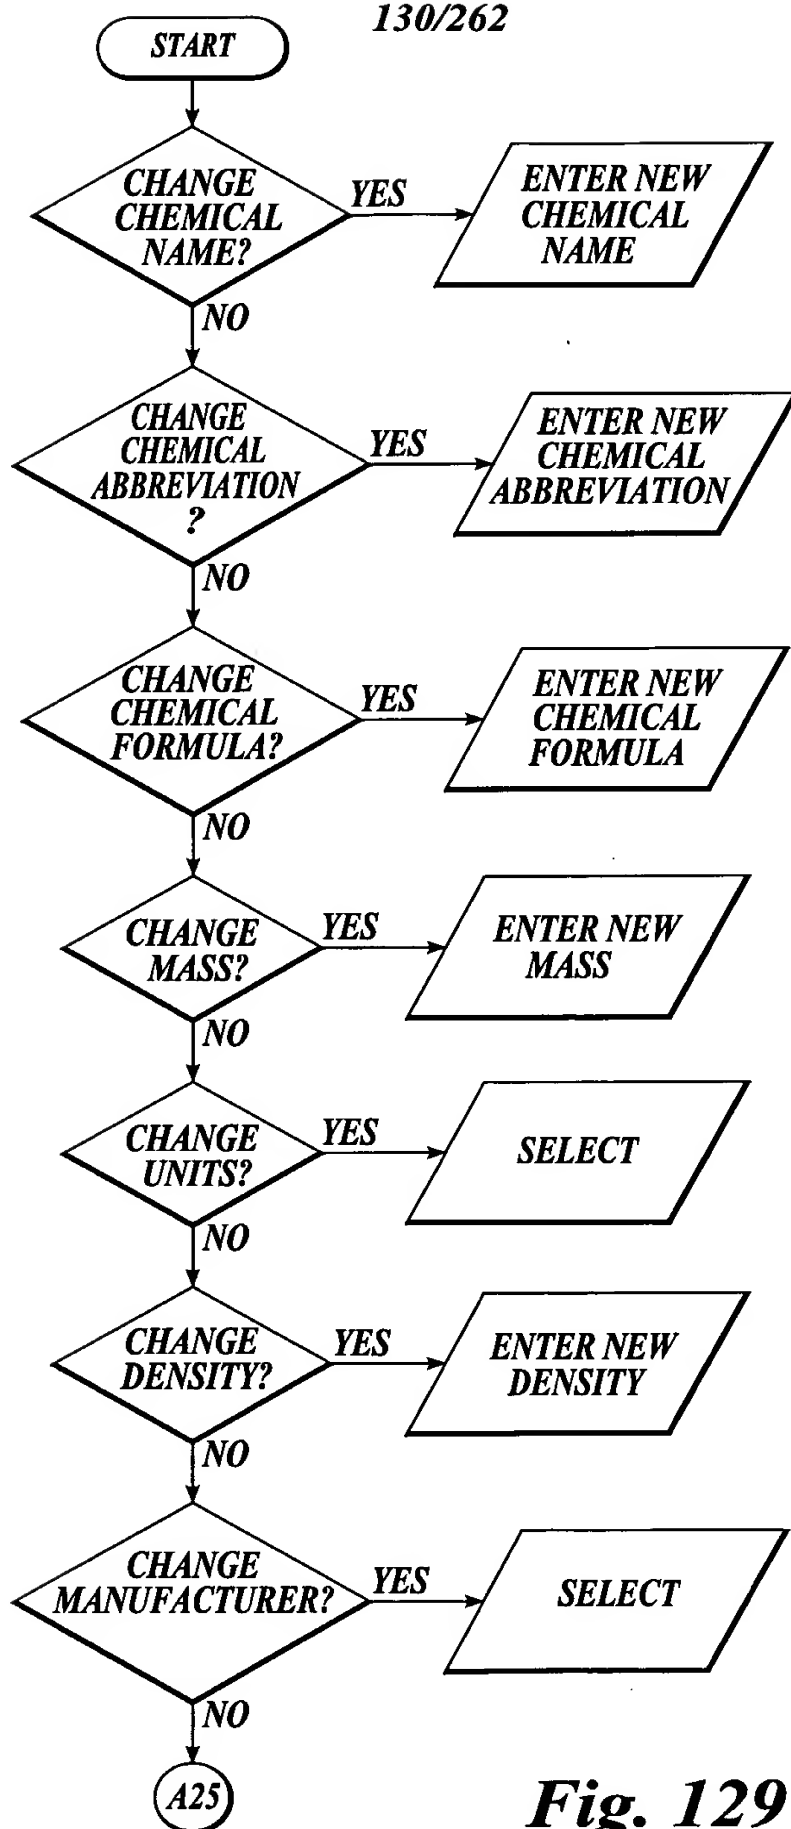 130/262
START
CHANGE
CHEMICAL
NAME?
YES
ENTER NEW
CHEMICAL
NAME
NO
CHANGE
CHEMICAL
ABBREVIATION
?
YES
ENTER NEW
CHEMICAL
ABBREVIATION
NO
CHANGE
CHEMICAL
FORMULA?
YES
ENTER NEW
CHEMICAL
FORMULA
NO
CHANGE
MASS?
YES
ENTER NEW
MASS
NO
CHANGE
UNITS?
YES
SELECT
NO
CHANGE
DENSITY?
YES
ENTER NEW
DENSITY
NO
CHANGE
MANUFACTURER?
YES
SELECT
NO
A25
Fig. 129